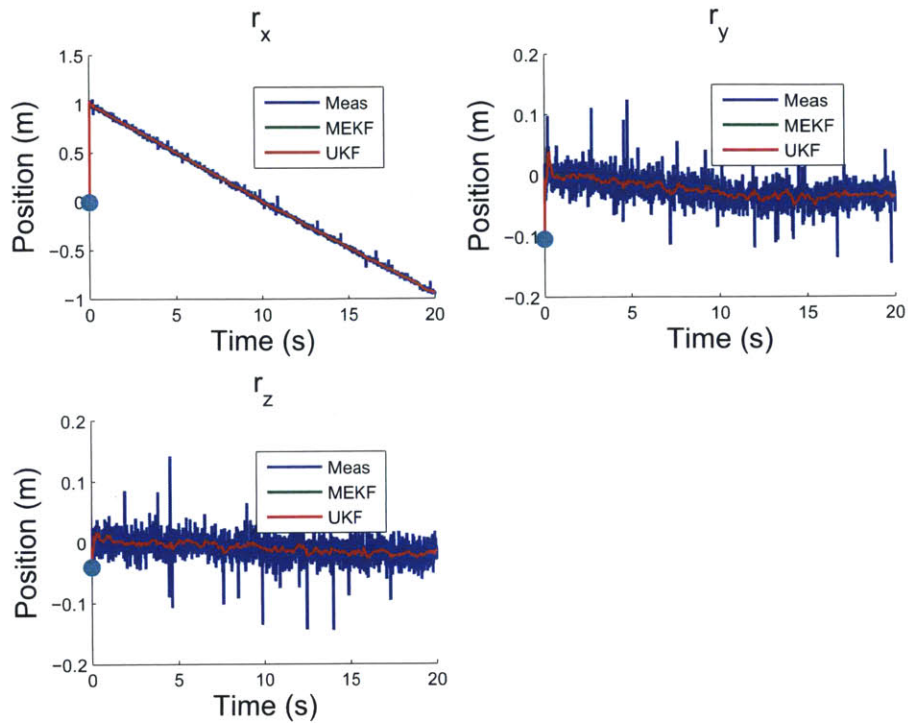 r_x
1.5
1
0.5
0
−0.5
−1
0 5 10 15 20
Position (m)
Time (s)
Meas
MEKF
UKF
r_y
0.2
0.1
0
−0.1
−0.2
0 5 10 15 20
Position (m)
Time (s)
Meas
MEKF
UKF
r_z
0.2
0.1
0
−0.1
−0.2
0 5 10 15 20
Position (m)
Time (s)
Meas
MEKF
UKF